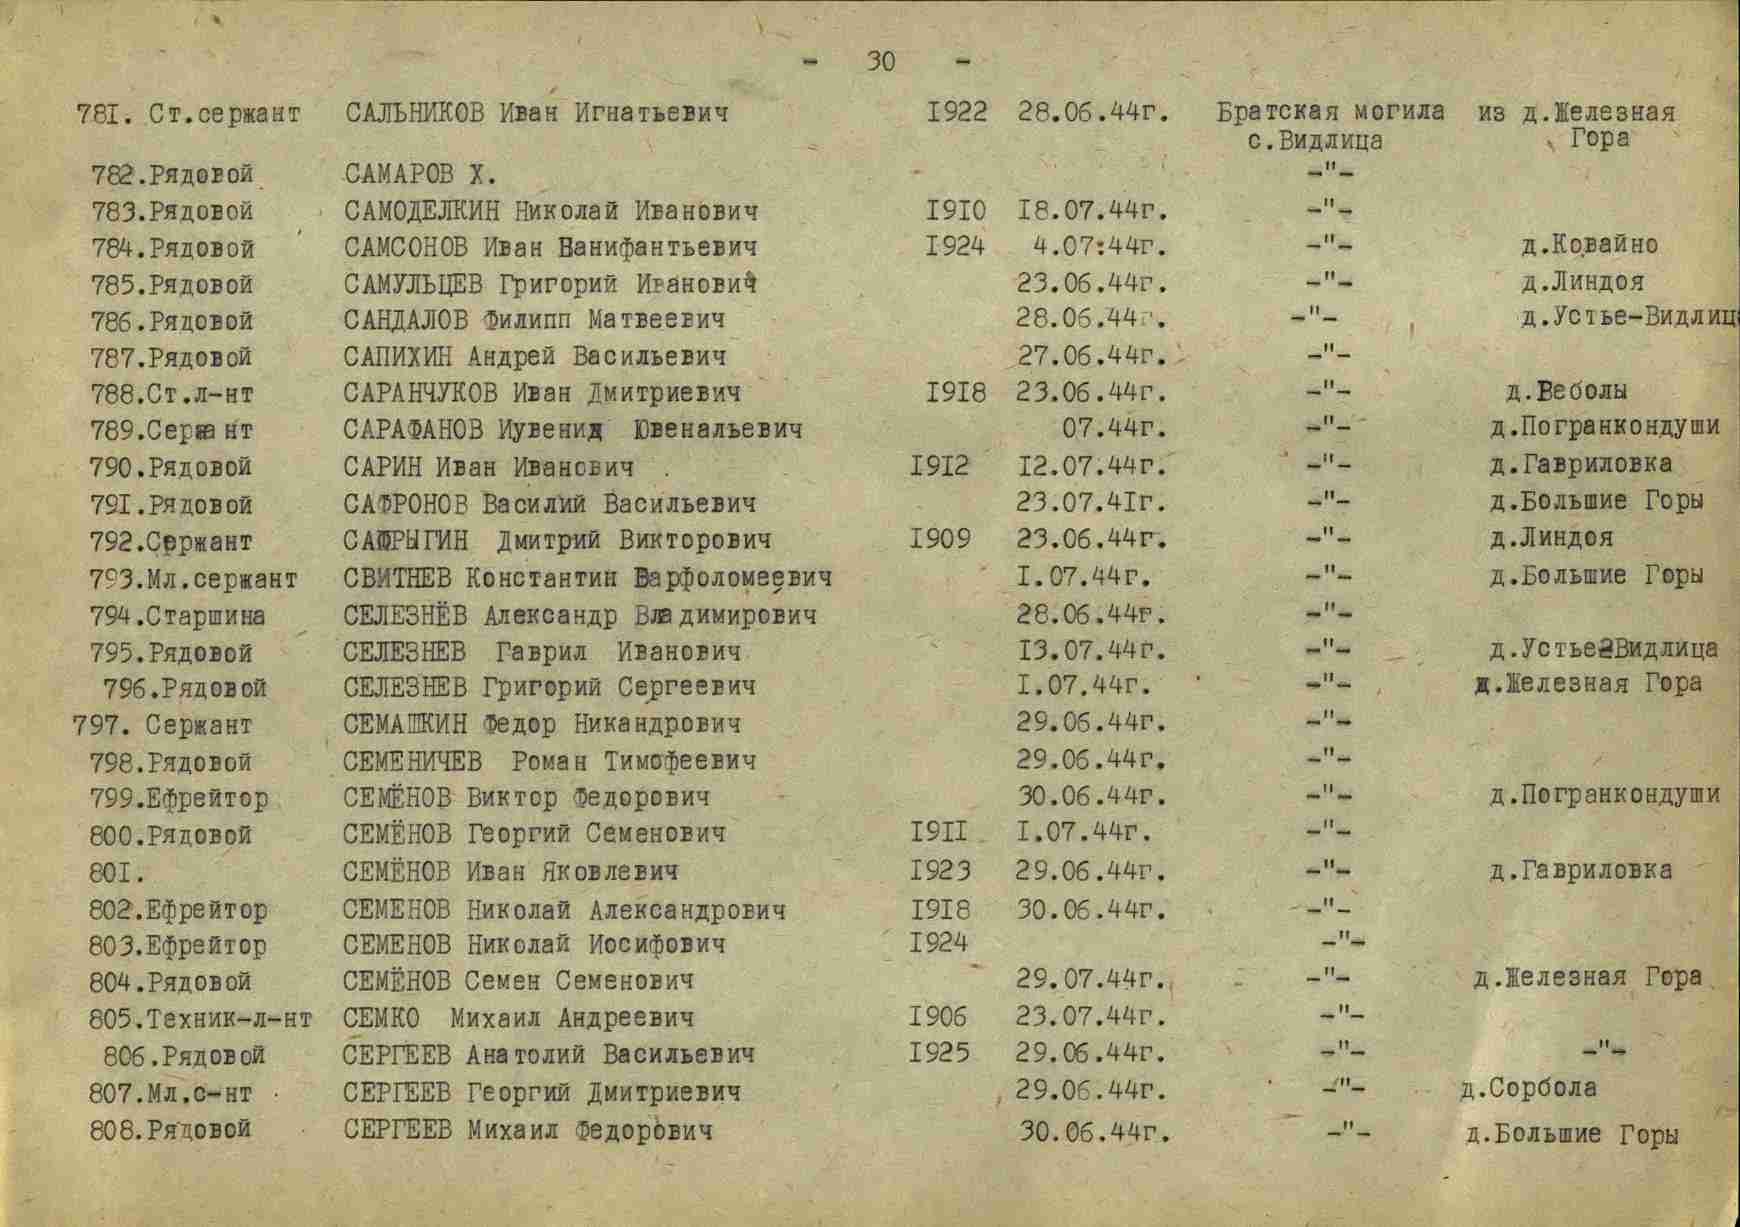 - 30 -
781. Ст.сержант САЛЬНИКОВ Иван Игнатьевич 1922 28.06.44г. Братская могила из д.Железная
с.Видлица Гора
782.Рядовой САМАРОВ Х. -"-
783.Рядовой САМОДЕЛКИН Николай Иванович 1910 18.07.44г. -"-
784.Рядовой САМСОНОВ Иван Ванифантьевич 1924 4.07:44г. -"- д.Ковайно
785.Рядовой САМУЛЬЦЕВ Григорий Иванович 23.06.44г. -"- д.Линдоя
786.Рядовой САНДАЛОВ Филипп Матвеевич 28.06.44г. -"- д.Устье-Видлица
787.Рядовой САПИХИН Андрей Васильевич 27.06.44г. -"-
788.Ст.л-нт САРАНЧУКОВ Иван Дмитриевич 1918 23.06.44г. -"- д.Веболы
789.Сержант САРАФАНОВ Иувенид Ювенальевич 07.44г. -"- д.Погранкондуши
790.Рядовой САРИН Иван Иванович 1912 12.07.44г. -"- д.Гавриловка
791.Рядовой САФРОНОВ Василий Васильевич 23.07.41г. -"- д.Большие Горы
792.Сержант САФРЫГИН Дмитрий Викторович 1909 23.06.44г. -"- д.Линдоя
793.Мл.сержант СВИТНЕВ Константин Варфоломеевич 1.07.44г. -"- д.Большие Горы
794.Старшина СЕЛЕЗНЁВ Александр Владимирович 28.06.44г. -"-
795.Рядовой СЕЛЕЗНЕВ Гаврил Иванович 13.07.44г. -"- д.Устье-Видлица
796.Рядовой СЕЛЕЗНЕВ Григорий Сергеевич 1.07.44г. -"- д.Железная Гора
797. Сержант СЕМАШКИН Федор Никандрович 29.06.44г. -"-
798.Рядовой СЕМЕНИЧЕВ Роман Тимофеевич 29.06.44г. -"-
799.Ефрейтор СЕМЁНОВ Виктор Федорович 30.06.44г. -"- д.Погранкондуши
800.Рядовой СЕМЁНОВ Георгий Семенович 1911 1.07.44г. -"-
801. СЕМЁНОВ Иван Яковлевич 1923 29.06.44г. -"- д.Гавриловка
802.Ефрейтор СЕМЕНОВ Николай Александрович 1918 30.06.44г. -"-
803.Ефрейтор СЕМЕНОВ Николай Иосифович 1924 -"-
804.Рядовой СЕМЁНОВ Семен Семенович 29.07.44г. -"- д.Железная Гора
805.Техник-л-нт СЕМКО Михаил Андреевич 1906 23.07.44г. -"-
806.Рядовой СЕРГЕЕВ Анатолий Васильевич 1925 29.06.44г. -"- -"-
807.Мл.с-нт СЕРГЕЕВ Георгий Дмитриевич 29.06.44г. -"- д.Сорбола
808.Рядовой СЕРГЕЕВ Михаил Федорович 30.06.44г. -"- д.Большие Горы